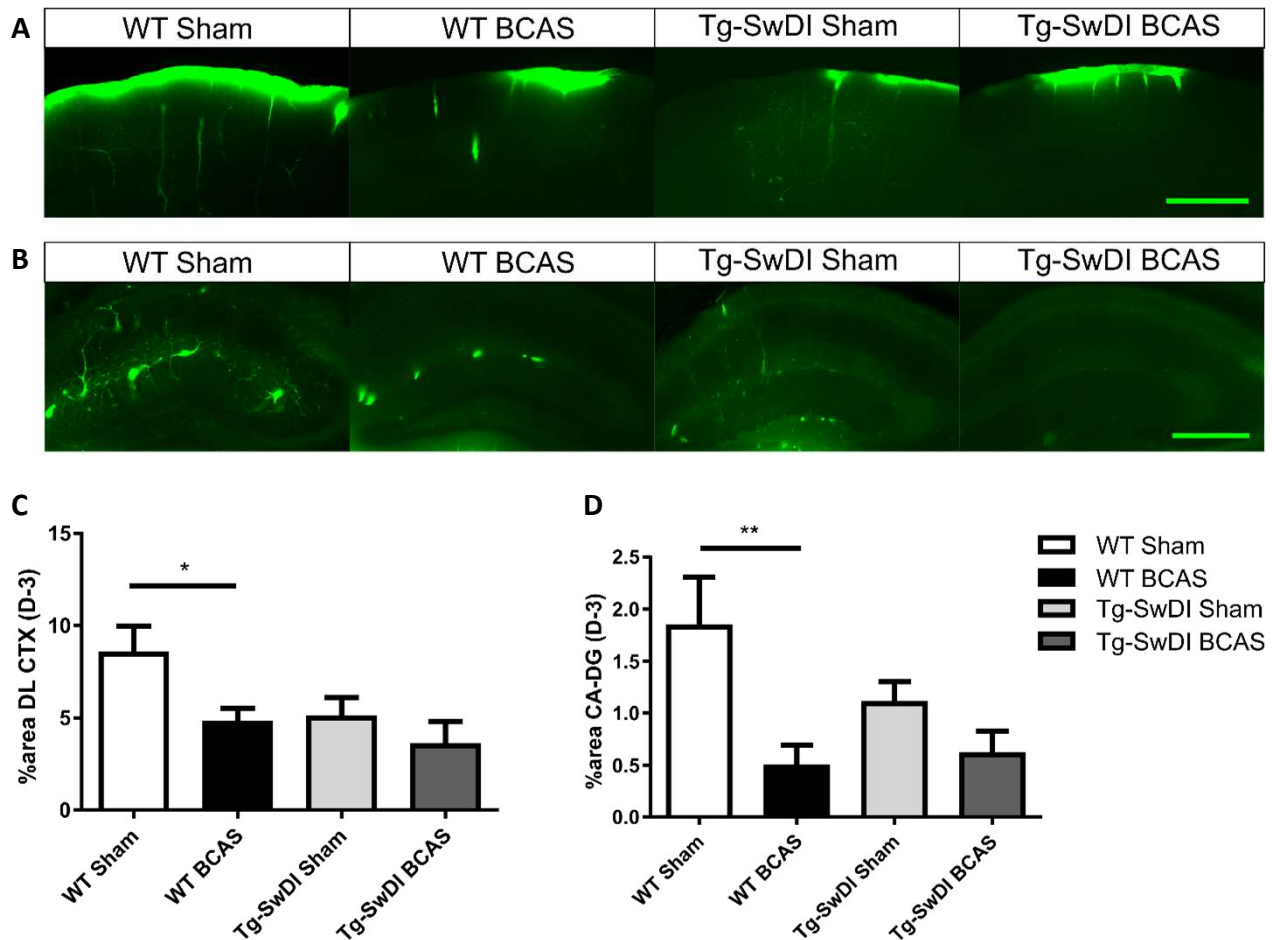 A
WT Sham
WT BCAS
Tg-SwDI Sham
Tg-SwDI BCAS
B
WT Sham
WT BCAS
Tg-SwDI Sham
Tg-SwDI BCAS
C
%area DL CTX (D-3)
15
10
5
0
*
WT Sham
WT BCAS
Tg-SwDI Sham
Tg-SwDI BCAS
D
%area CA-DG (D-3)
2.5
2.0
1.5
1.0
0.5
0.0
**
WT Sham
WT BCAS
Tg-SwDI Sham
Tg-SwDI BCAS
WT Sham
WT BCAS
Tg-SwDI Sham
Tg-SwDI BCAS